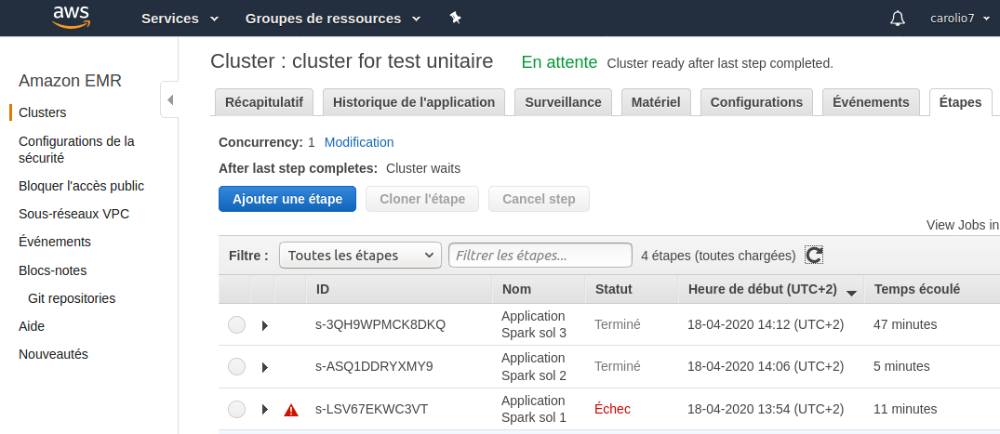 aws Services Groupes de ressources carolio7
Amazon EMR
Clusters
Configurations de la
sécurité
Bloquer l'accès public
Sous-réseaux VPC
Événements
Blocs-notes
Git repositories
Aide
Nouveautés
Cluster : cluster for test unitaire En attente Cluster ready after last step completed.
Récapitulatif Historique de l'application Surveillance Matériel Configurations Événements Étapes
Concurrency: 1 Modification
After last step completes: Cluster waits
Ajouter une étape Cloner l'étape Cancel step
View Jobs in
Filtre : Toutes les étapes Filtrer les étapes... 4 étapes (toutes chargées)
ID Nom Statut Heure de début (UTC+2) Temps écoulé
s-3QH9WPMCK8DKQ Application Spark sol 3 Terminé 18-04-2020 14:12 (UTC+2) 47 minutes
s-ASQ1DDRYXMY9 Application Spark sol 2 Terminé 18-04-2020 14:06 (UTC+2) 5 minutes
s-LSV67EKWC3VT Application Spark sol 1 Échec 18-04-2020 13:54 (UTC+2) 11 minutes